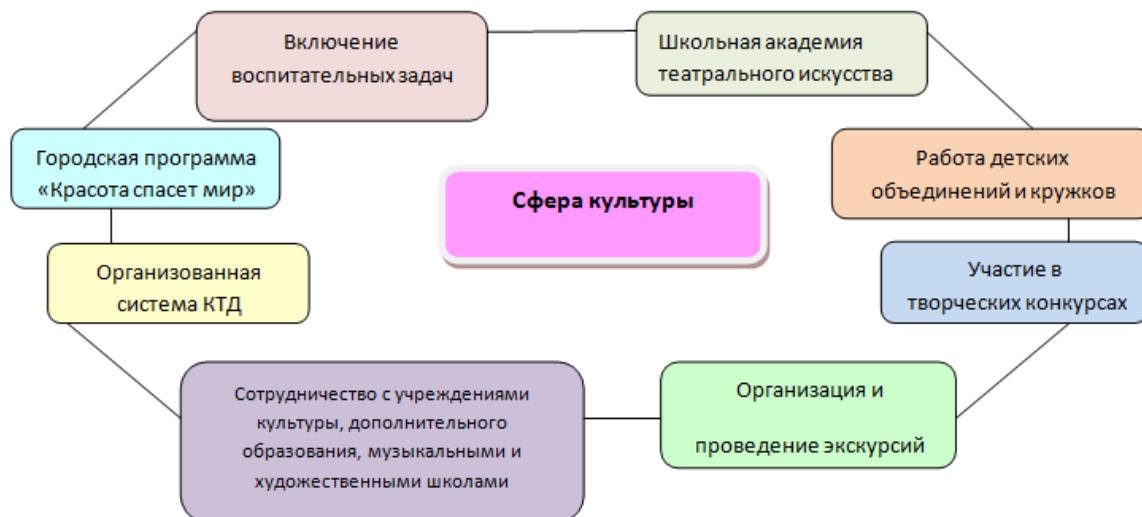 Включение
воспитательных задач
Школьная академия
театрального искусства
Городская программа
«Красота спасет мир»
Сфера культуры
Работа детских
объединений и кружков
Организованная
система КТД
Участие в
творческих конкурсах
Сотрудничество с учреждениями
культуры, дополнительного
образования, музыкальными и
художественными школами
Организация и
проведение экскурсий